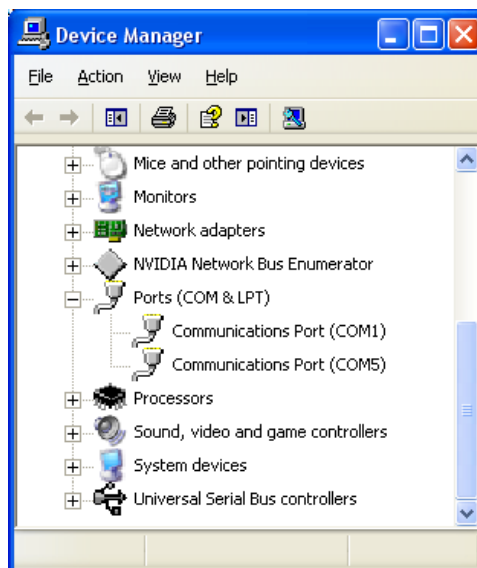 Device Manager
File Action View Help
Mice and other pointing devices
Monitors
Network adapters
NVIDIA Network Bus Enumerator
Ports (COM & LPT)
Communications Port (COM1)
Communications Port (COM5)
Processors
Sound, video and game controllers
System devices
Universal Serial Bus controllers